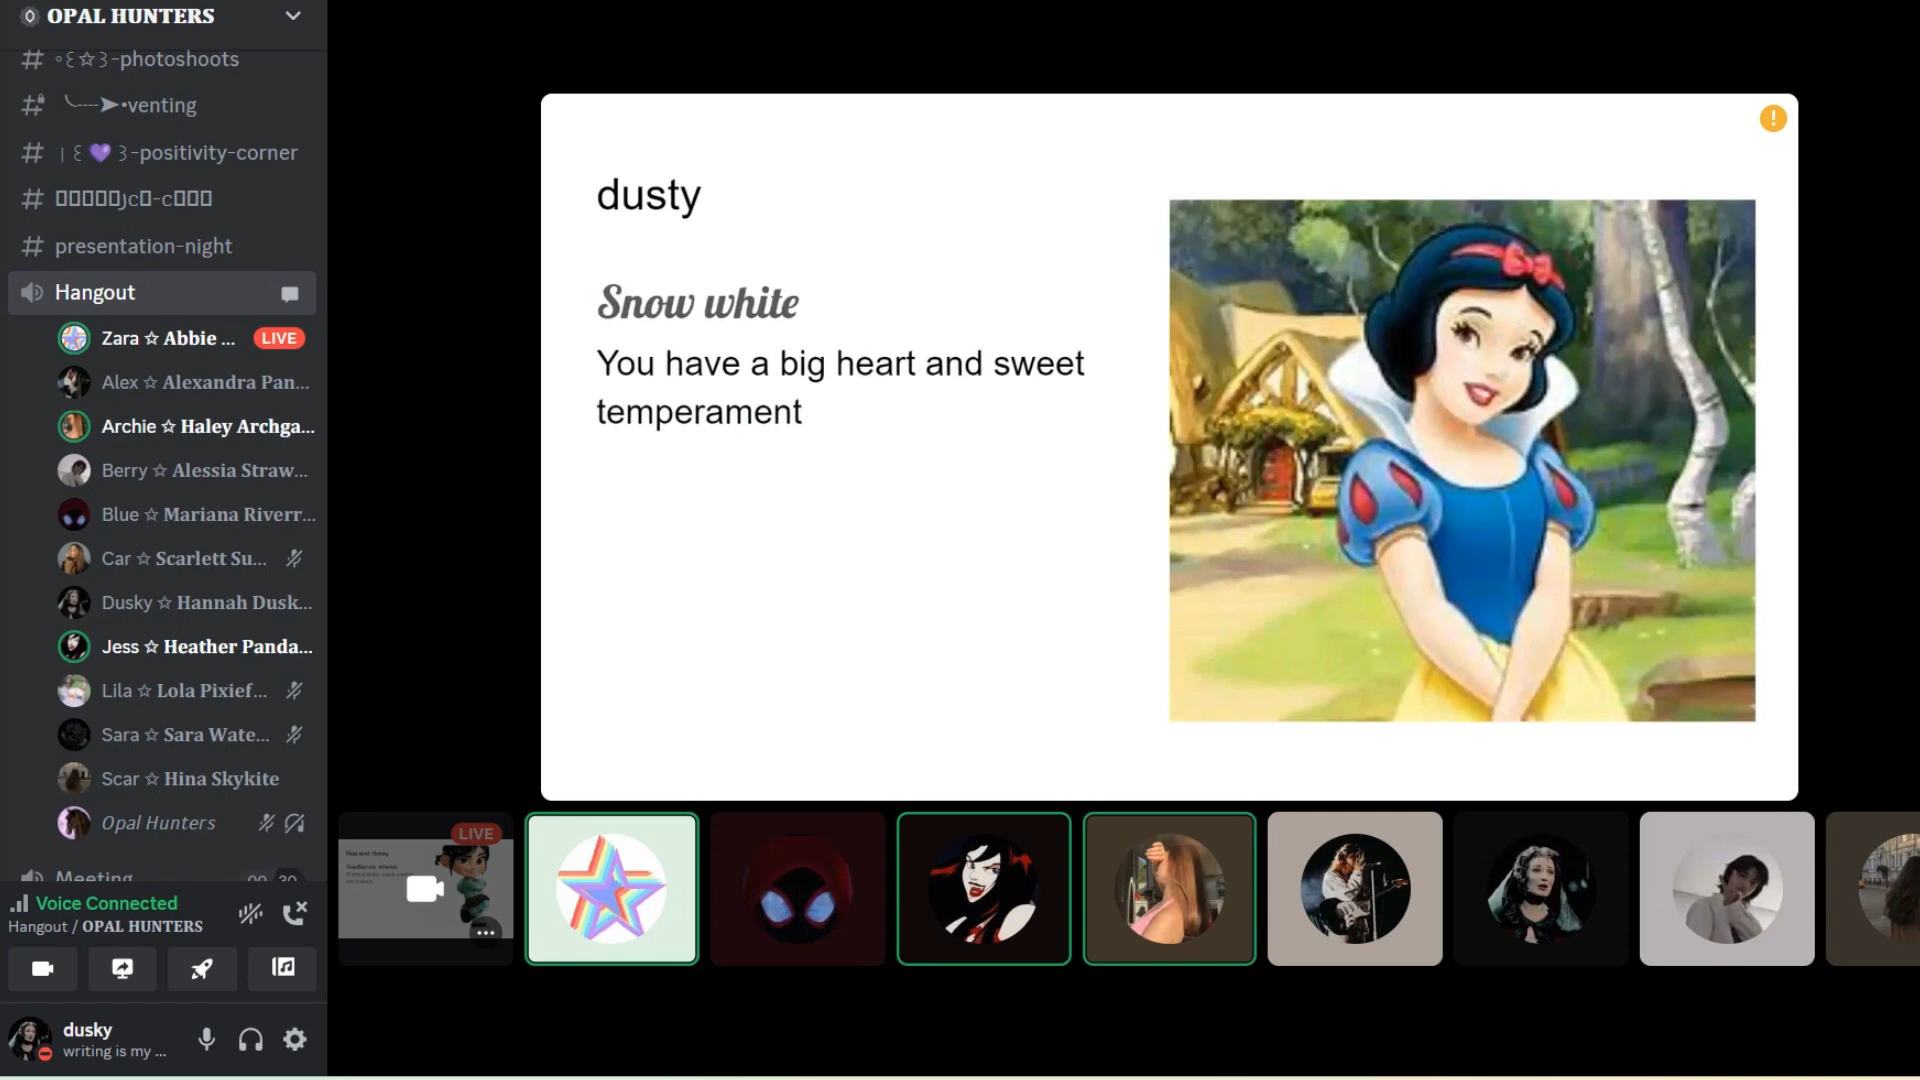 OPAL HUNTERS
◦꒰☆꒱-photoshoots
╰┈➤•venting
|꒰💜꒱-positivity-corner
presentation-night
Hangout
Zara ☆ Abbie ...
LIVE
Alex ☆ Alexandra Pan...
Archie ☆ Haley Archga...
Berry ☆ Alessia Straw...
Blue ☆ Mariana Riverr...
Car ☆ Scarlett Su...
Dusky ☆ Hannah Dusk...
Jess ☆ Heather Panda...
Lila ☆ Lola Pixief...
Sara ☆ Sara Wate...
Scar ☆ Hina Skykite
Opal Hunters
Meeting
Voice Connected
Hangout / OPAL HUNTERS
dusky
writing is my ...
dusty
Snow white
You have a big heart and sweet
temperament
LIVE